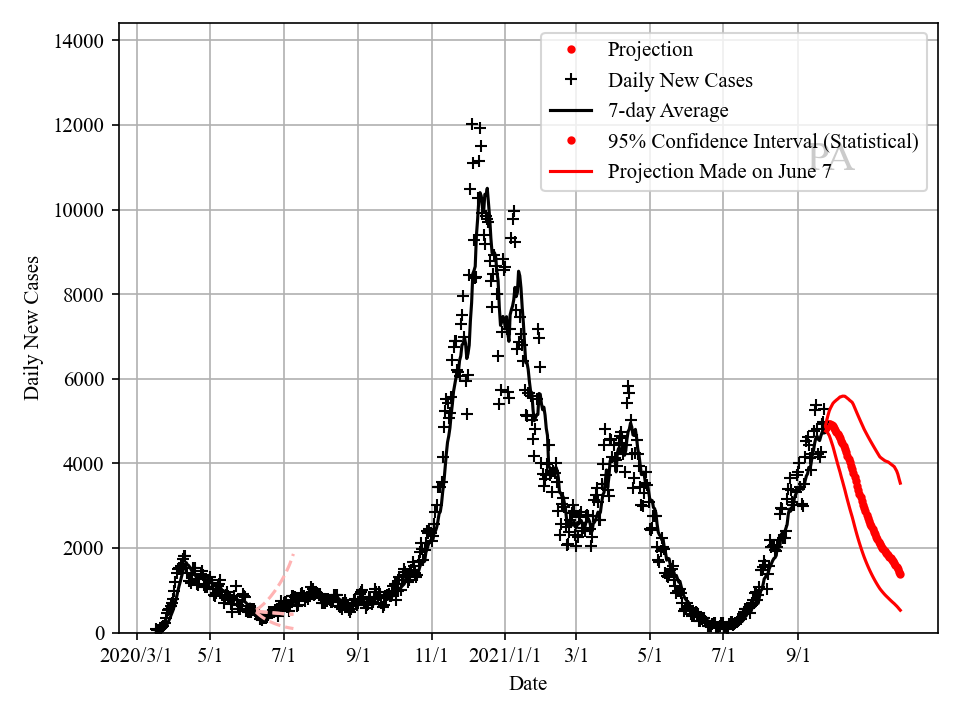 14000
12000
10000
8000
6000
4000
2000
0
Daily New Cases
Projection
Daily New Cases
7-day Average
95% Confidence Interval (Statistical)
Projection Made on June 7
PA
2020/3/1 5/1 7/1 9/1 11/1 2021/1/1 3/1 5/1 7/1 9/1
Date